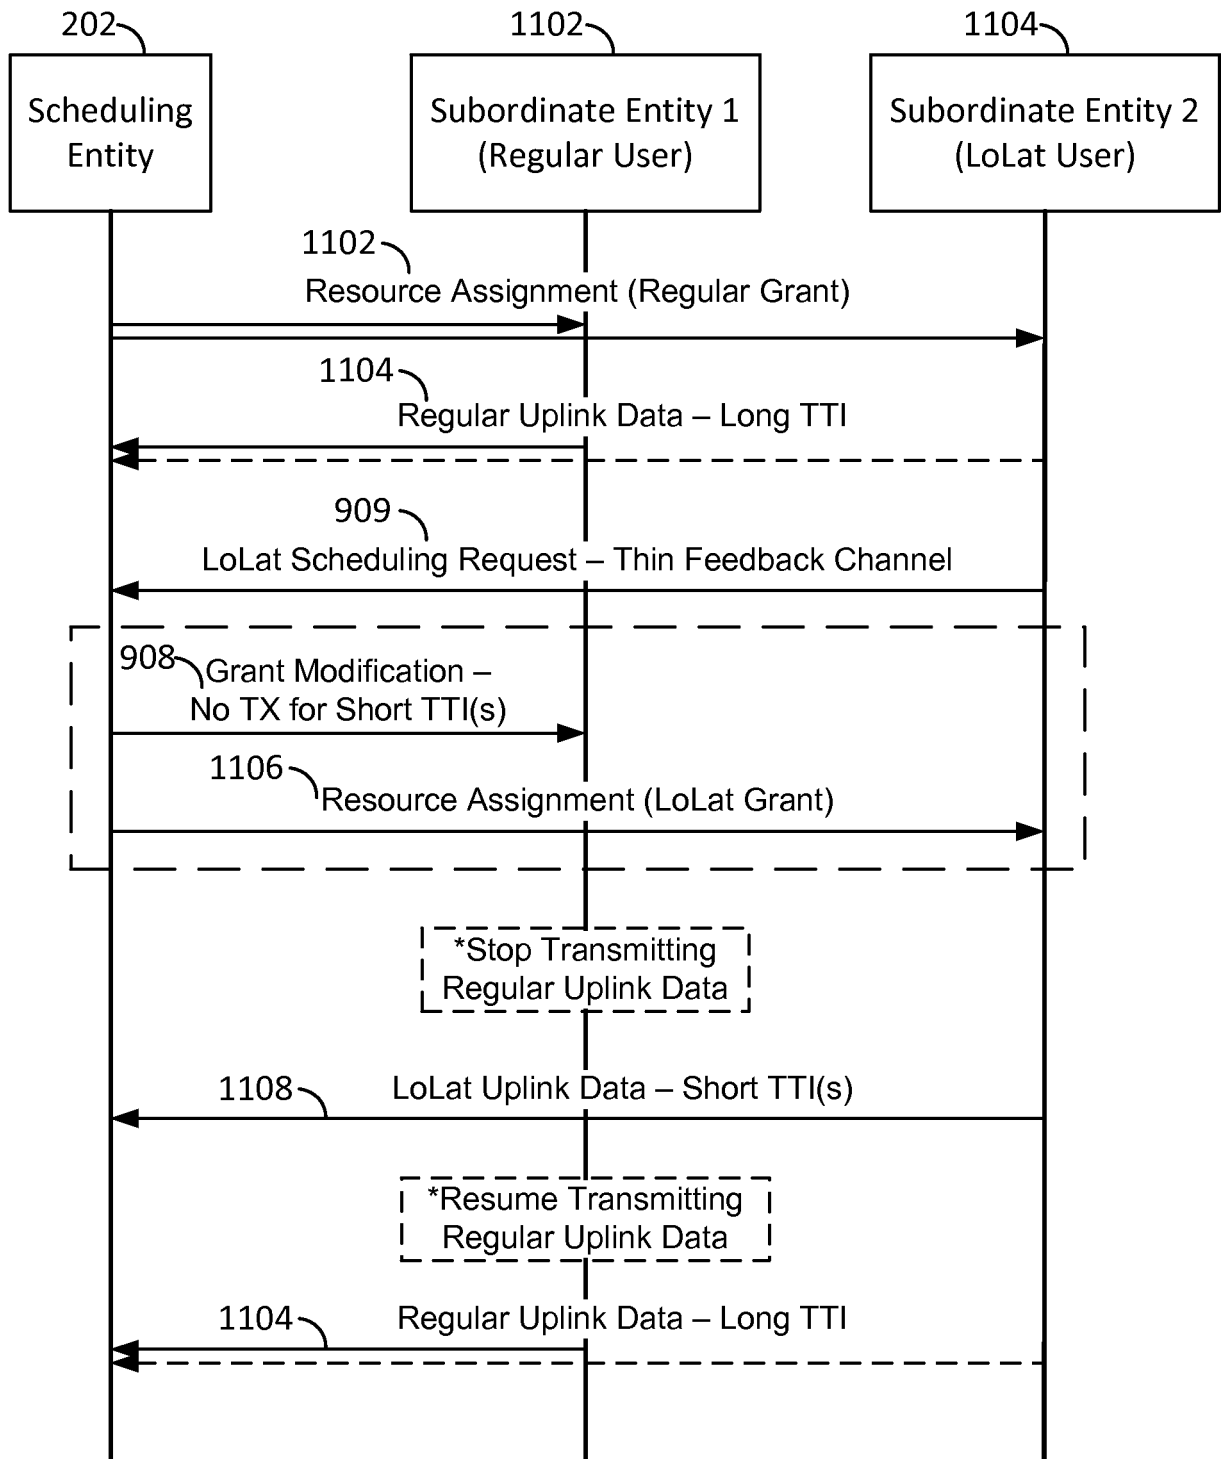 202
1102
1104
Scheduling
Entity
Subordinate Entity 1
(Regular User)
Subordinate Entity 2
(LoLat User)
1102
Resource Assignment (Regular Grant)
1104
Regular Uplink Data – Long TTI
909
LoLat Scheduling Request – Thin Feedback Channel
908
Grant Modification –
No TX for Short TTI(s)
1106
Resource Assignment (LoLat Grant)
*Stop Transmitting
Regular Uplink Data
1108
LoLat Uplink Data – Short TTI(s)
*Resume Transmitting
Regular Uplink Data
1104
Regular Uplink Data – Long TTI